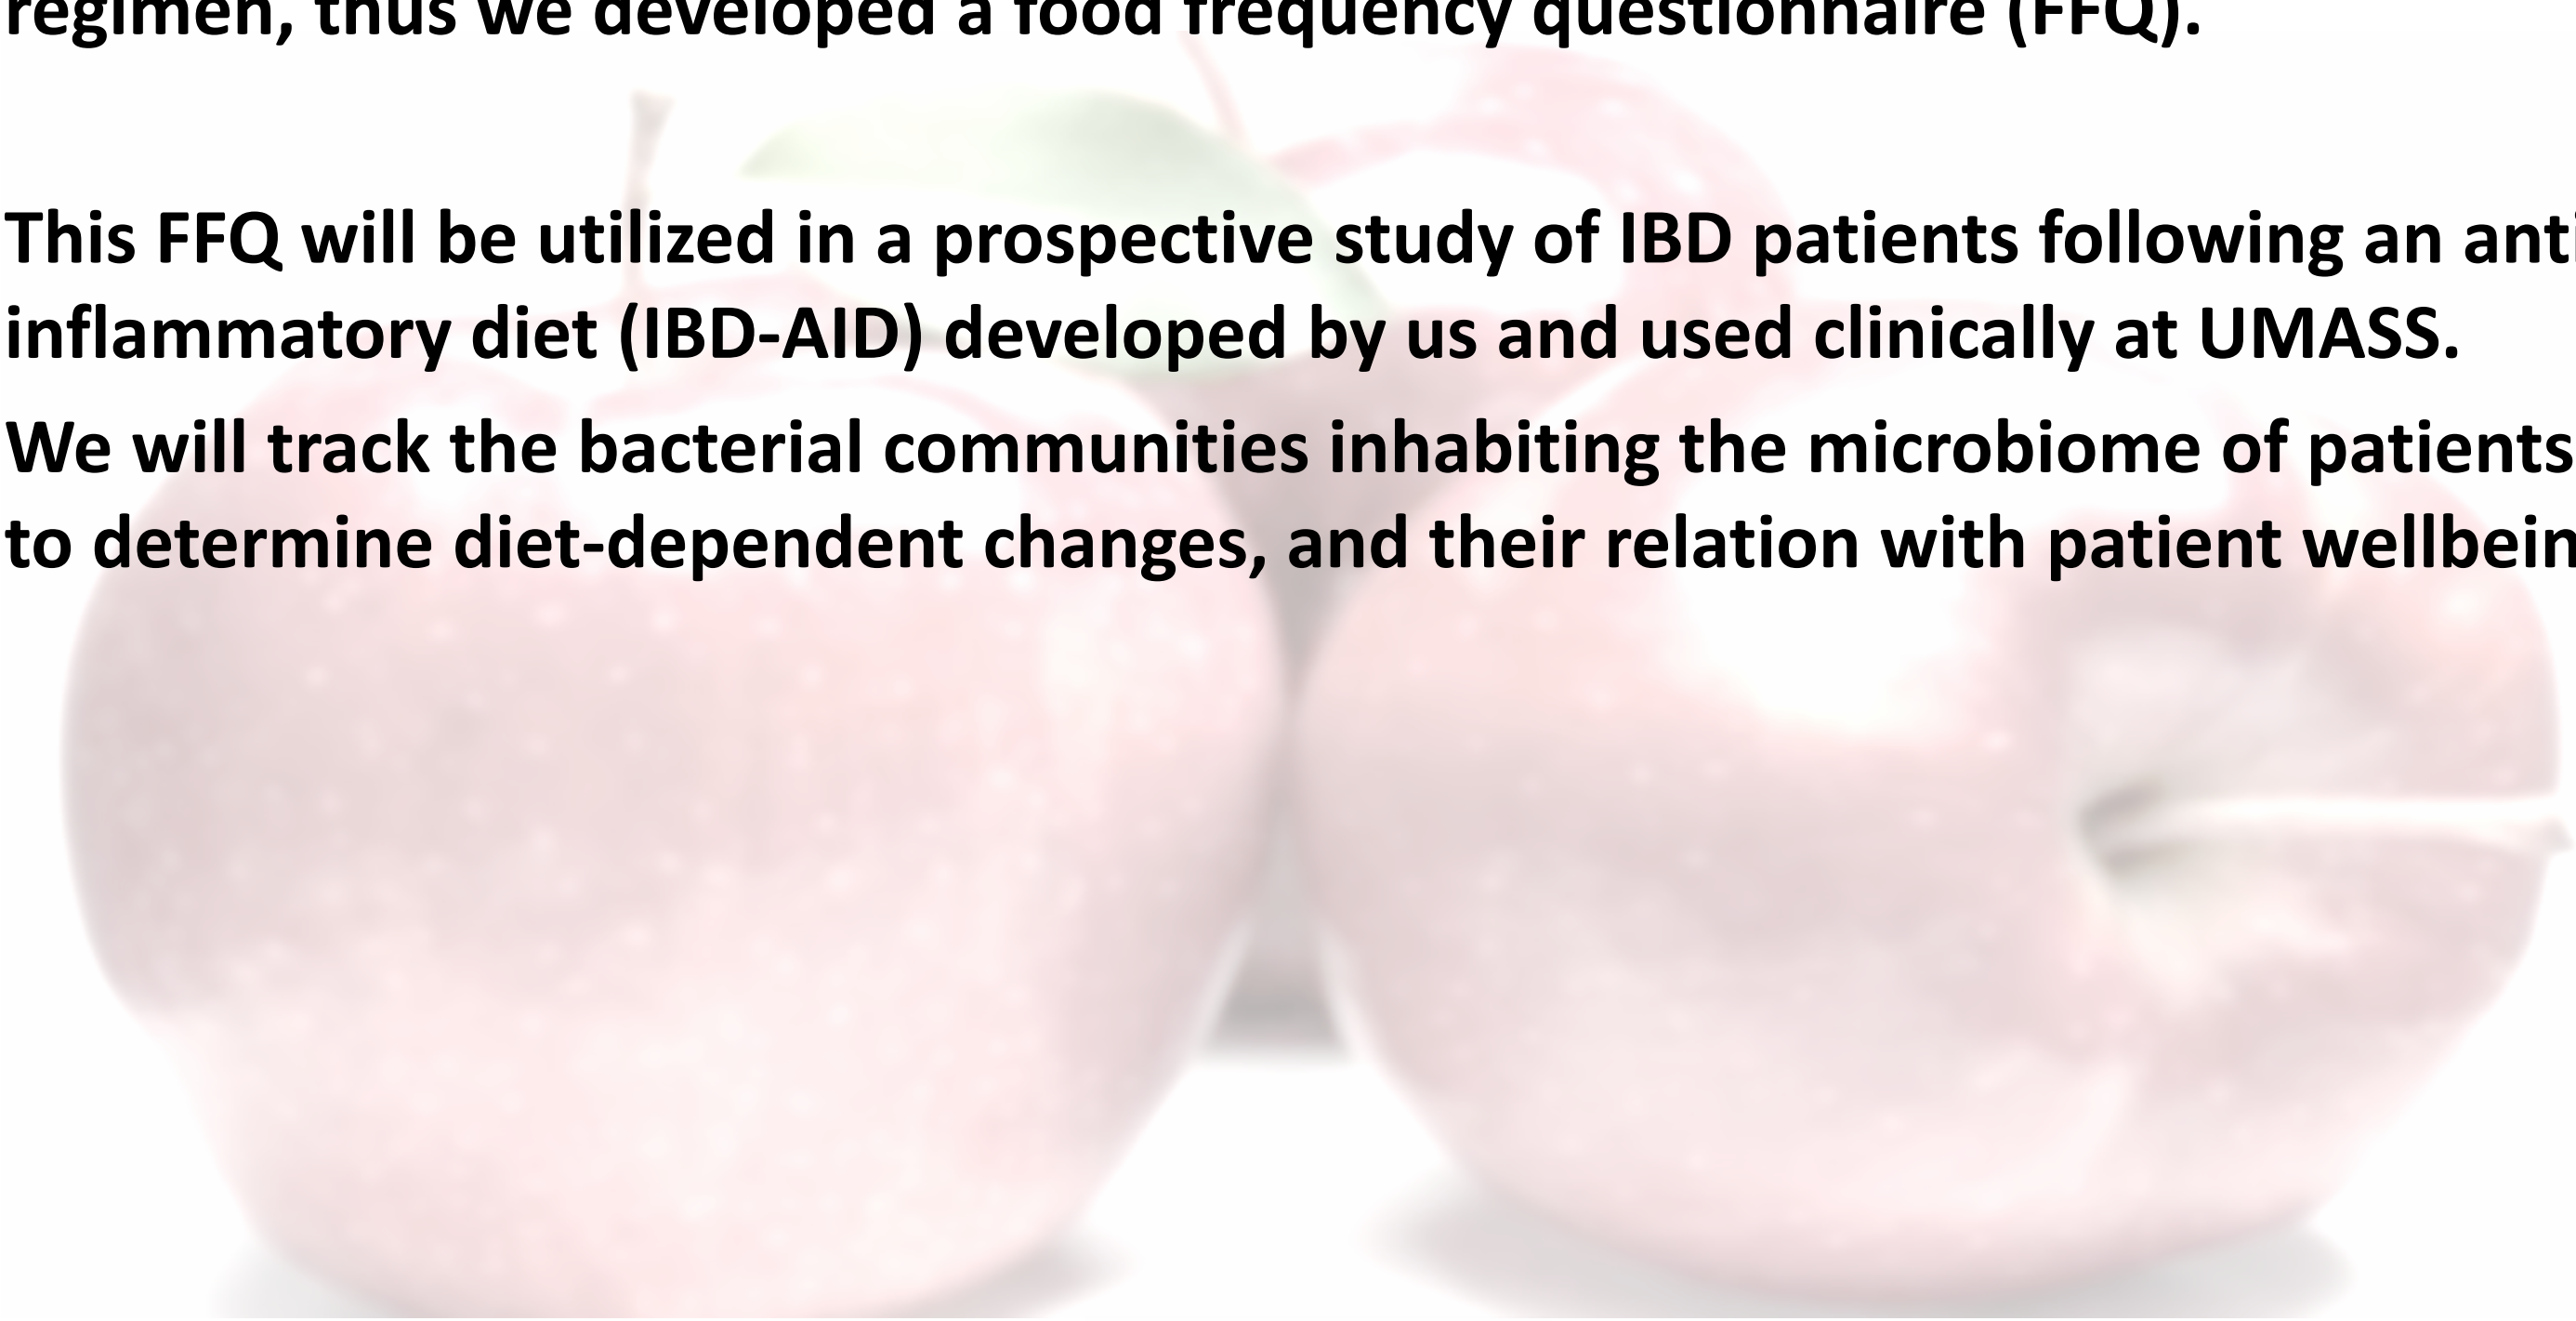 regimen, thus we developed a food frequency questionnaire (FFQ).
This FFQ will be utilized in a prospective study of IBD patients following an anti
inflammatory diet (IBD-AID) developed by us and used clinically at UMASS.
We will track the bacterial communities inhabiting the microbiome of patients
to determine diet-dependent changes, and their relation with patient wellbein